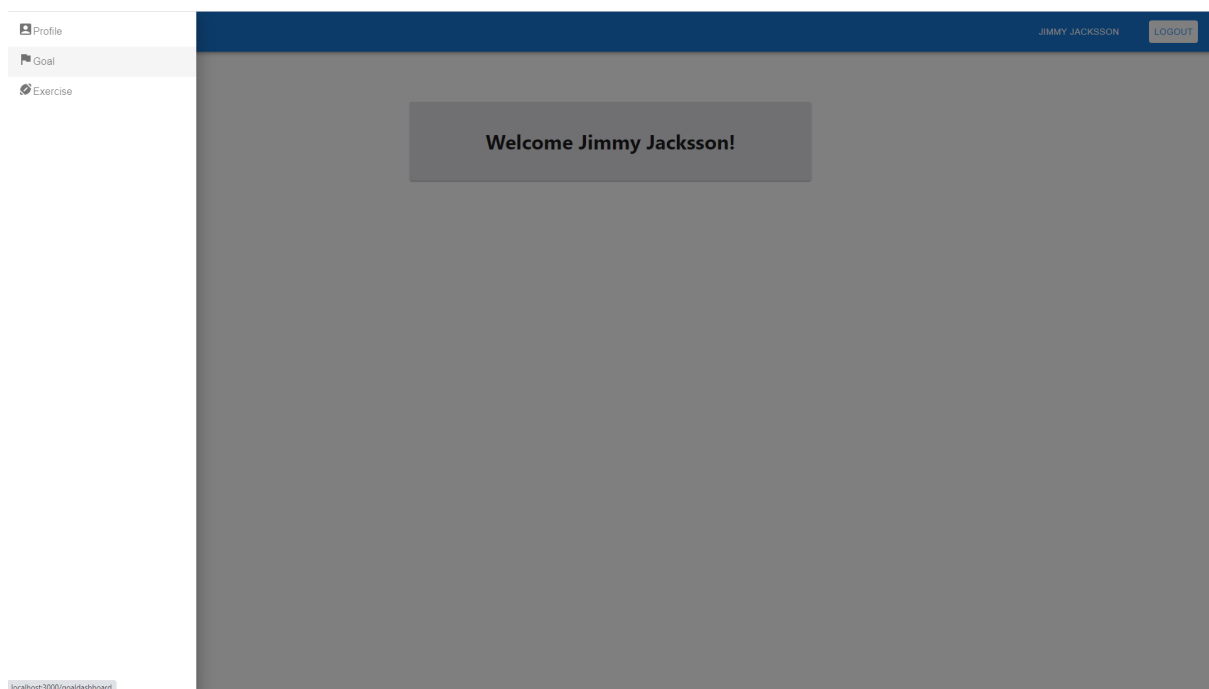 Profile
JIMMY JACKSSON
LOGOUT
Goal
Exercise
Welcome Jimmy Jacksson!
localhost:3000/goaldashboard